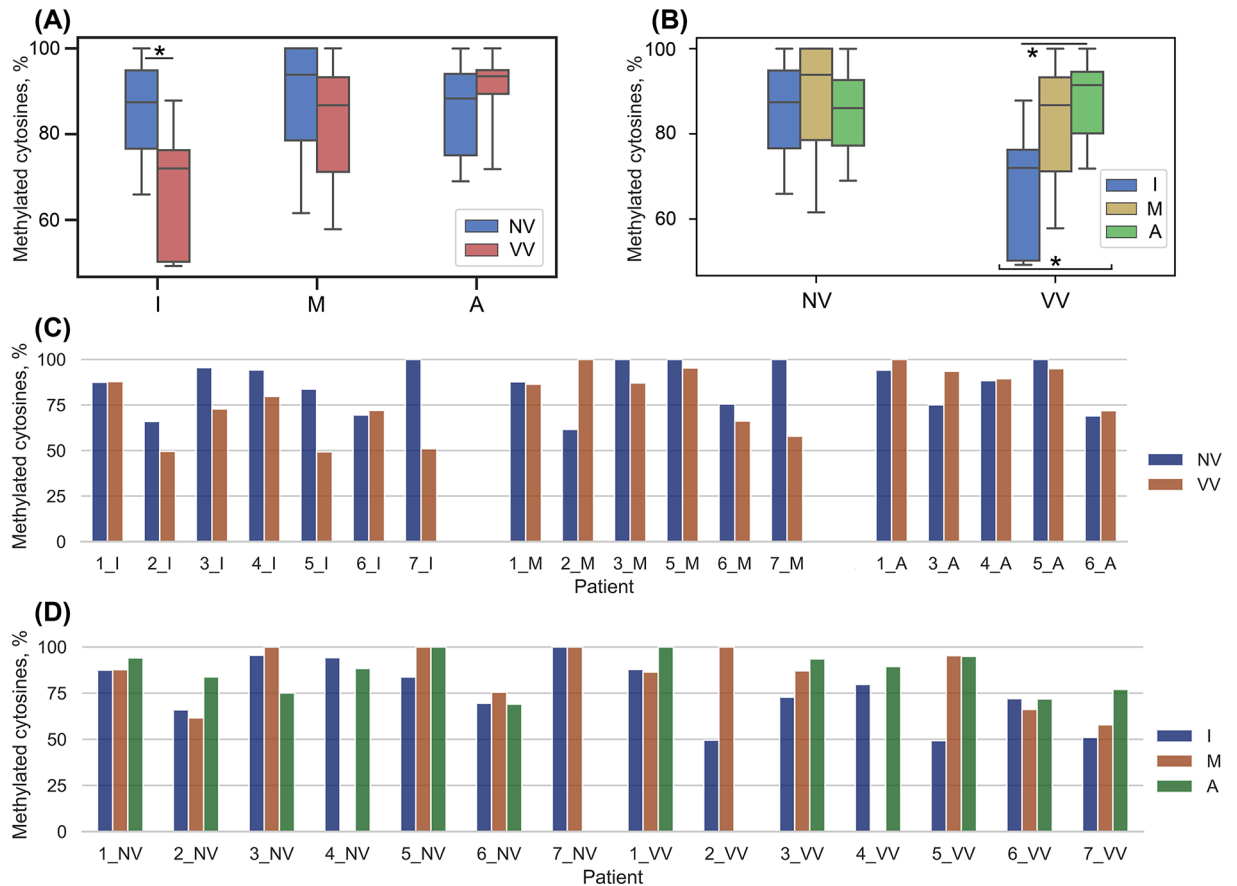 (A)
Methylated cytosines, %
100
80
60
*
NV
VV
I M A
(B)
Methylated cytosines, %
100
80
60
*
*
I
M
A
NV VV
(C)
Methylated cytosines, %
100
75
50
25
0
1_I 2_I 3_I 4_I 5_I 6_I 7_I 1_M 2_M 3_M 5_M 6_M 7_M 1_A 3_A 4_A 5_A 6_A
Patient
NV
VV
(D)
Methylated cytosines, %
100
75
50
25
0
1_NV 2_NV 3_NV 4_NV 5_NV 6_NV 7_NV 1_VV 2_VV 3_VV 4_VV 5_VV 6_VV 7_VV
Patient
I
M
A